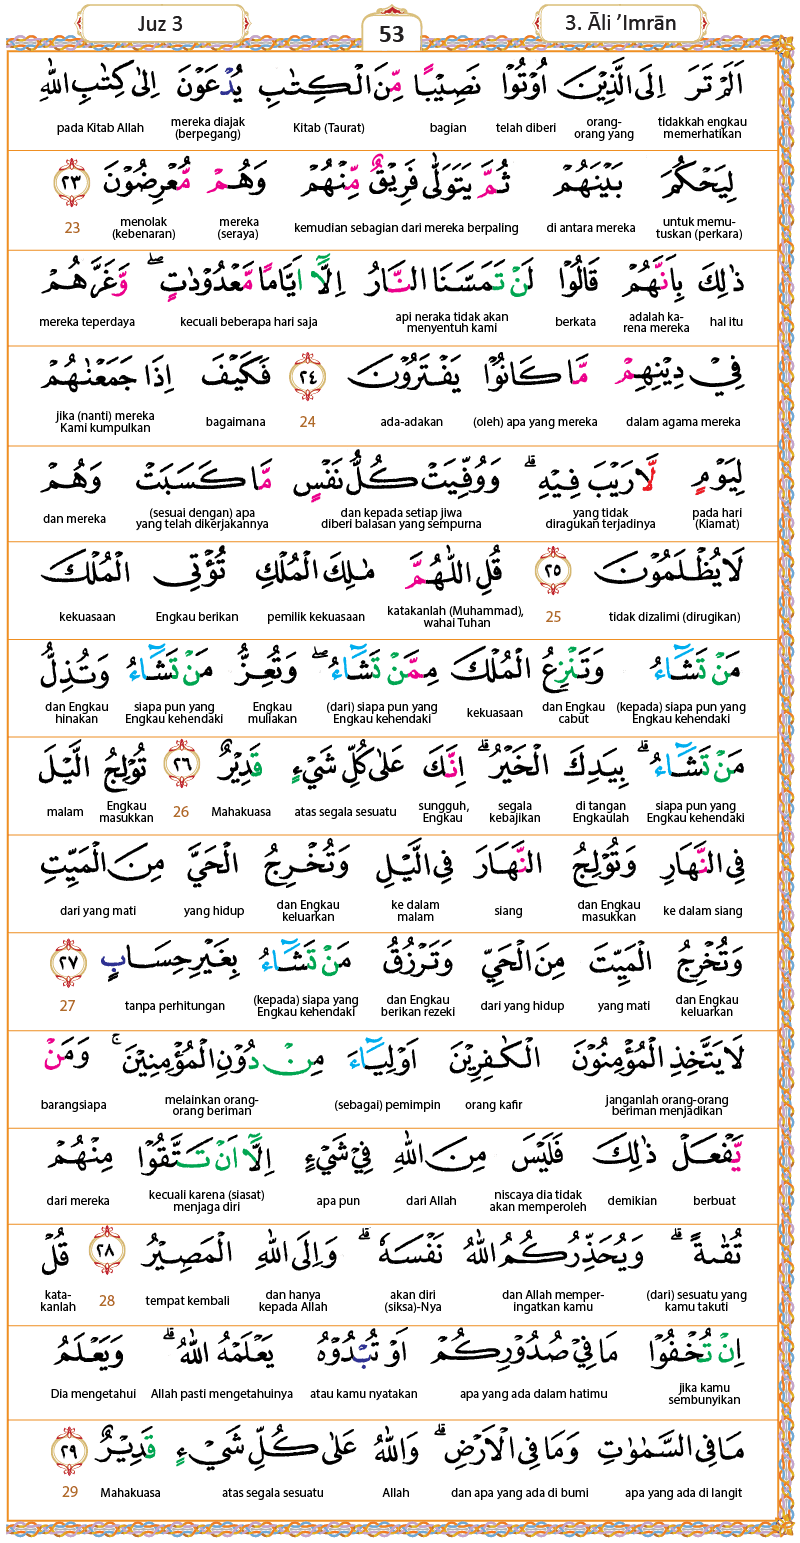 Juz 3
53
3. Āli ’Imrān
اَلَمْ تَرَ اِلَى الَّذِيْنَ اُوْتُوْا نَصِيْبًا مِّنَ الْكِتٰبِ يُدْعَوْنَ اِلٰى كِتٰبِ اللّٰهِ
tidakkah engkau memerhatikan orang-orang yang telah diberi bagian Kitab (Taurat) mereka diajak (berpegang) pada Kitab Allah
لِيَحْكُمَ بَيْنَهُمْ ثُمَّ يَتَوَلّٰى فَرِيْقٌ مِّنْهُمْ وَهُمْ مُّعْرِضُوْنَ ٢٣
untuk memu-tuskan (perkara) di antara mereka kemudian sebagian dari mereka berpaling mereka (seraya) menolak (kebenaran) 23
ذٰلِكَ بِاَنَّهُمْ قَالُوْا لَنْ تَمَسَّنَا النَّارُ اِلَّآ اَيَّامًا مَّعْدُوْدٰتٍ ۖ وَّغَرَّهُمْ
hal itu adalah ka-rena mereka berkata api neraka tidak akan menyentuh kami kecuali beberapa hari saja mereka teperdaya
فِيْ دِيْنِهِمْ مَّا كَانُوْا يَفْتَرُوْنَ ٢٤ فَكَيْفَ اِذَا جَمَعْنٰهُمْ
dalam agama mereka (oleh) apa yang mereka ada-adakan 24 bagaimana jika (nanti) mereka Kami kumpulkan
لِيَوْمٍ لَّا رَيْبَ فِيْهِ ۗ وَوُفِّيَتْ كُلُّ نَفْسٍ مَّا كَسَبَتْ وَهُمْ
pada hari (Kiamat) yang tidak diragukan terjadinya dan kepada setiap jiwa diberi balasan yang sempurna (sesuai dengan) apa yang telah dikerjakannya dan mereka
لَا يُظْلَمُوْنَ ٢٥ قُلِ اللّٰهُمَّ مٰلِكَ الْمُلْكِ تُؤْتِى الْمُلْكَ
tidak dizalimi (dirugikan) 25 katakanlah (Muhammad), wahai Tuhan pemilik kekuasaan Engkau berikan kekuasaan
مَنْ تَشَاۤءُ وَتَنْزِعُ الْمُلْكَ مِمَّنْ تَشَاۤءُ ۖ وَتُعِزُّ مَنْ تَشَاۤءُ وَتُذِلُّ
(kepada) siapa pun yang Engkau kehendaki dan Engkau cabut kekuasaan (dari) siapa pun yang Engkau kehendaki Engkau muliakan siapa pun yang Engkau kehendaki dan Engkau hinakan
مَنْ تَشَاۤءُ ۗ بِيَدِكَ الْخَيْرُ ۗ اِنَّكَ عَلٰى كُلِّ شَيْءٍ قَدِيْرٌ ٢٦ تُوْلِجُ الَّيْلَ
siapa pun yang Engkau kehendaki di tangan Engkaulah segala kebajikan sungguh, Engkau atas segala sesuatu Mahakuasa 26 Engkau masukkan malam
فِى النَّهَارِ وَتُوْلِجُ النَّهَارَ فِى الَّيْلِ وَتُخْرِجُ الْحَيَّ مِنَ الْمَيِّتِ
ke dalam siang dan Engkau masukkan siang ke dalam malam dan Engkau keluarkan yang hidup dari yang mati
وَتُخْرِجُ الْمَيِّتَ مِنَ الْحَيِّ وَتَرْزُقُ مَنْ تَشَاۤءُ بِغَيْرِ حِسَابٍ ٢٧
dan Engkau keluarkan yang mati dari yang hidup dan Engkau berikan rezeki (kepada) siapa yang Engkau kehendaki tanpa perhitungan 27
لَا يَتَّخِذِ الْمُؤْمِنُوْنَ الْكٰفِرِيْنَ اَوْلِيَاۤءَ مِنْ دُوْنِ الْمُؤْمِنِيْنَ ۚ وَمَنْ
janganlah orang-orang beriman menjadikan orang kafir (sebagai) pemimpin melainkan orang-orang beriman barangsiapa
يَّفْعَلْ ذٰلِكَ فَلَيْسَ مِنَ اللّٰهِ فِيْ شَيْءٍ اِلَّآ اَنْ تَتَّقُوْا مِنْهُمْ
berbuat demikian niscaya dia tidak akan memperoleh dari Allah apa pun kecuali karena (siasat) menjaga diri dari mereka
تُقٰىةً ۗ وَيُحَذِّرُكُمُ اللّٰهُ نَفْسَهٗ ۗ وَاِلَى اللّٰهِ الْمَصِيْرُ ٢٨ قُلْ
(dari) sesuatu yang kamu takuti dan Allah memper-ingatkan kamu akan diri (siksa)-Nya dan hanya kepada Allah tempat kembali 28 kata-kanlah
اِنْ تُخْفُوْا مَا فِيْ صُدُوْرِكُمْ اَوْ تُبْدُوْهُ يَعْلَمْهُ اللّٰهُ ۗ وَيَعْلَمُ
jika kamu sembunyikan apa yang ada dalam hatimu atau kamu nyatakan Allah pasti mengetahuinya Dia mengetahui
مَا فِى السَّمٰوٰتِ وَمَا فِى الْاَرْضِ ۗ وَاللّٰهُ عَلٰى كُلِّ شَيْءٍ قَدِيْرٌ ٢٩
apa yang ada di langit dan apa yang ada di bumi Allah atas segala sesuatu Mahakuasa 29